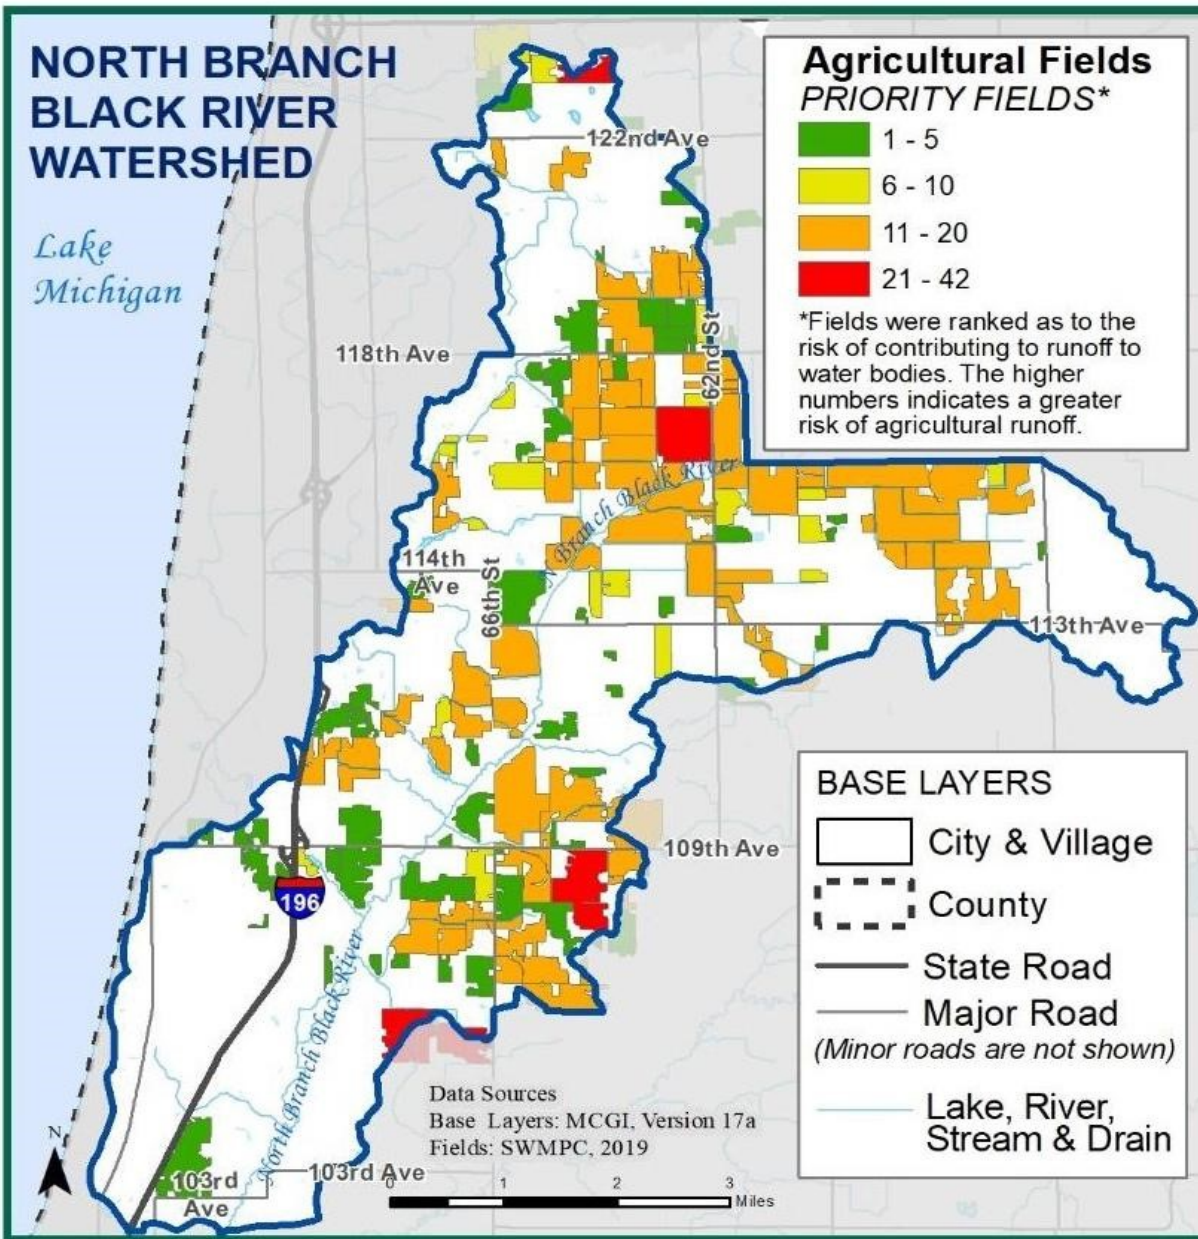 NORTH BRANCH
BLACK RIVER
WATERSHED
Lake
Michigan
Agricultural Fields
PRIORITY FIELDS*
1 - 5
6 - 10
11 - 20
21 - 42
*Fields were ranked as to the
risk of contributing to runoff to
water bodies. The higher
numbers indicates a greater
risk of agricultural runoff.
122nd Ave
118th Ave
62nd St
N Branch Black River
114th
Ave
66th St
113th Ave
109th Ave
196
North Branch Black River
103rd
Ave
103rd Ave
BASE LAYERS
City & Village
County
State Road
Major Road
(Minor roads are not shown)
Lake, River,
Stream & Drain
Data Sources
Base Layers: MCGI, Version 17a
Fields: SWMPC, 2019
N
0 1 2 3
Miles